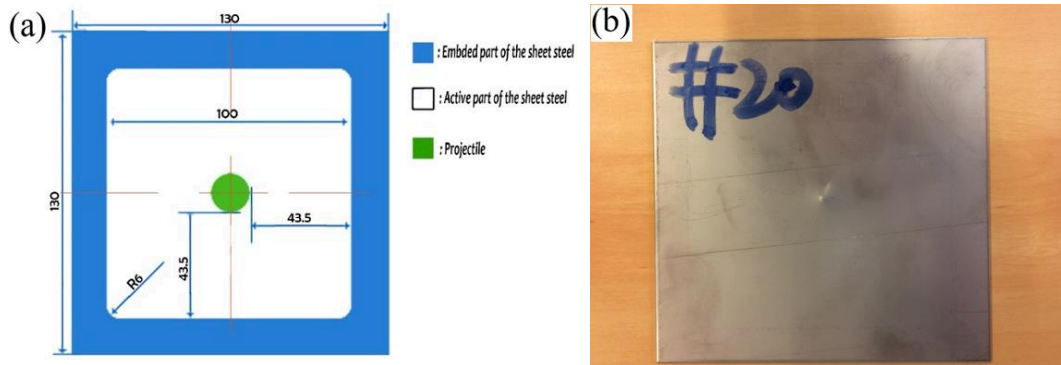 (a)
130
: Embded part of the sheet steel
: Active part of the sheet steel
100
: Projectile
130
43.5
43.5
R6
(b)
#20